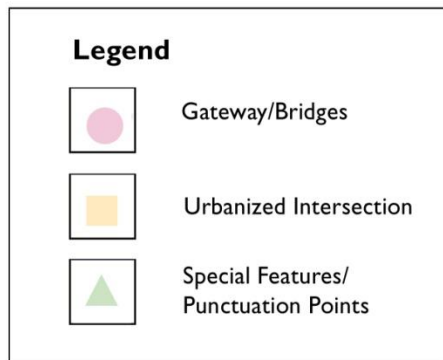 Legend
Gateway/Bridges
Urbanized Intersection
Special Features/
Punctuation Points